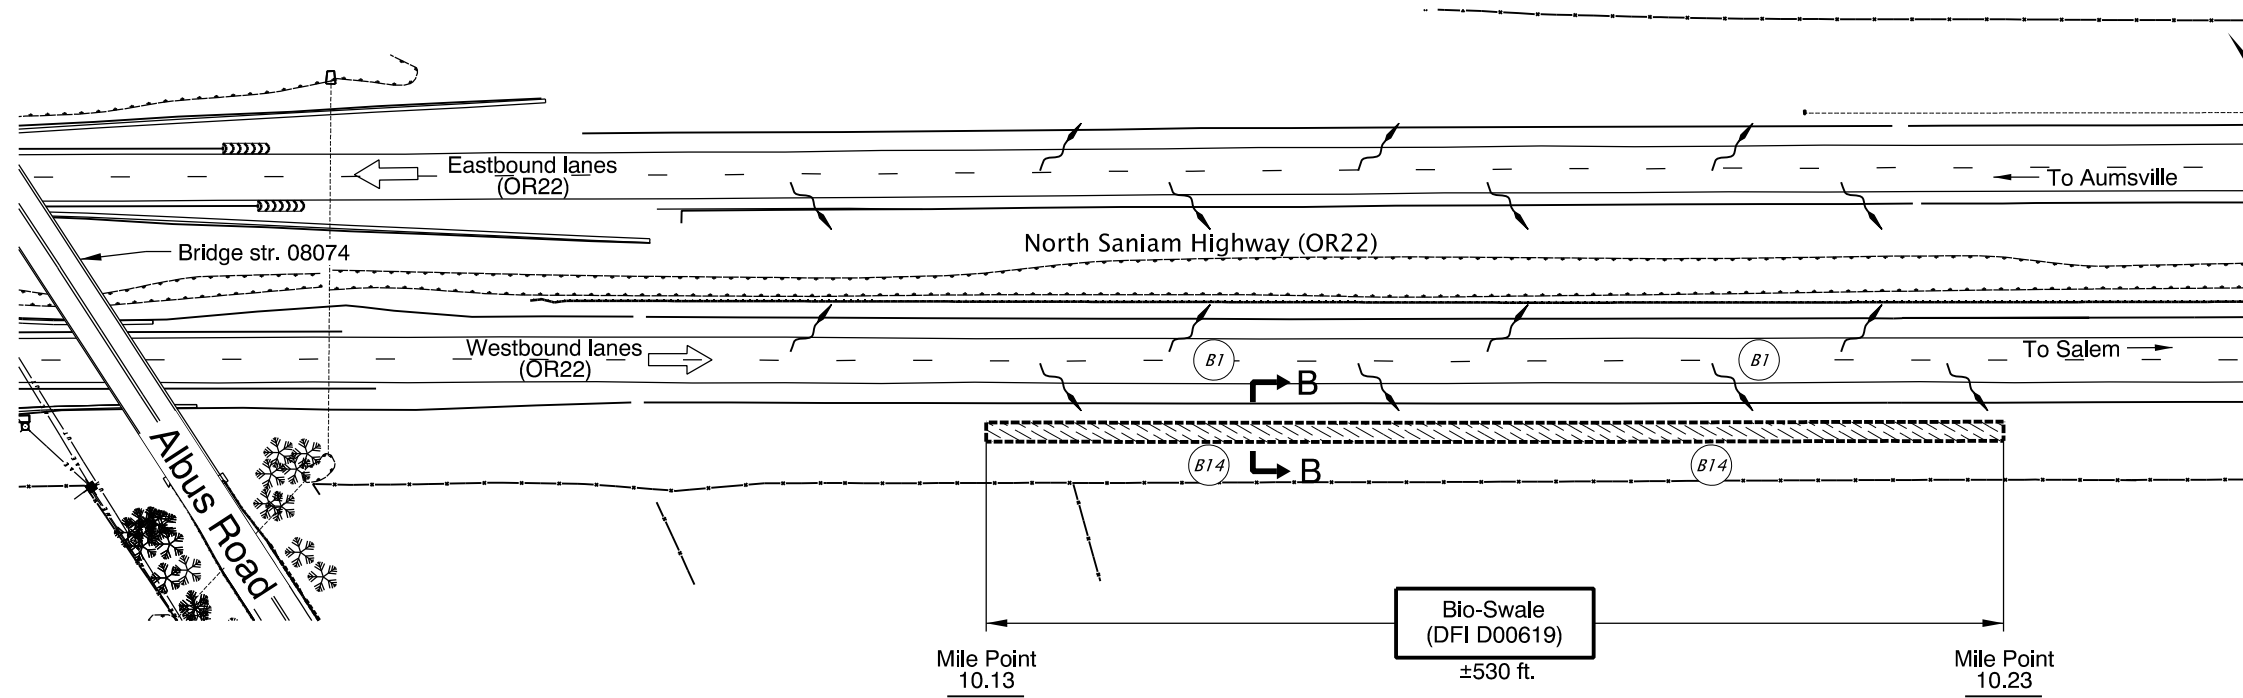 Eastbound lanes
(OR22)
To Aumsville
Bridge str. 08074
North Saniam Highway (OR22)
Westbound lanes
(OR22)
B1
B1
To Salem
B
B14
B
B14
Albus Road
Bio-Swale
(DFI D00619)
±530 ft.
Mile Point
10.13
Mile Point
10.23